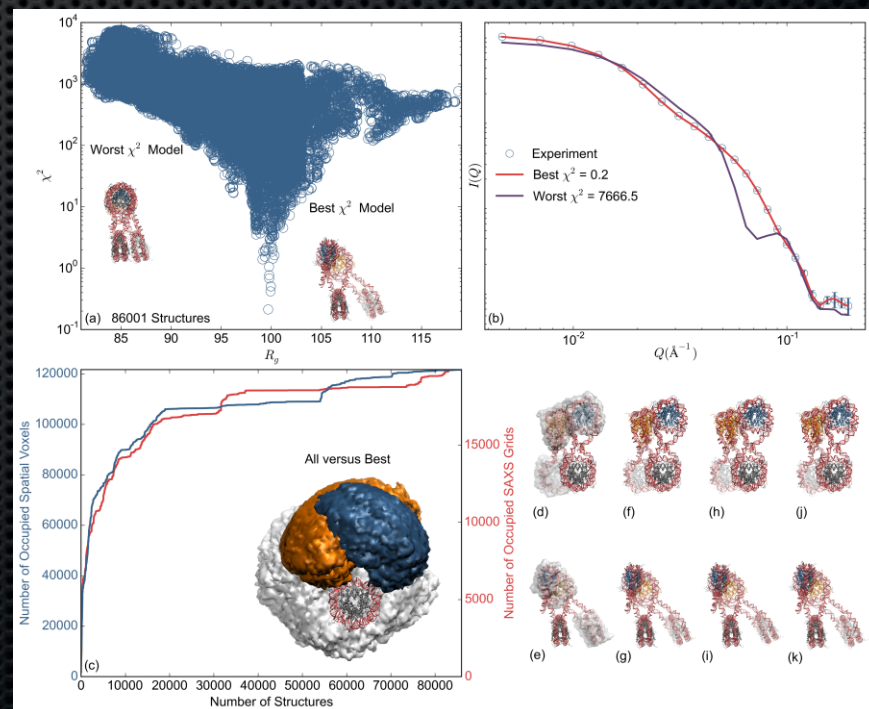 10⁴
10³
10²
10¹
10⁰
10⁻¹
χ²
Worst χ² Model
Best χ² Model
(a) 86001 Structures
85 90 95 100 105 110 115
R_g
I(Q)
Experiment
Best χ² = 0.2
Worst χ² = 7666.5
(b)
10⁻² 10⁻¹
Q(Å⁻¹)
120000
100000
80000
60000
40000
20000
0
Number of Occupied Spatial Voxels
All versus Best
(c)
15000
10000
5000
0
Number of Occupied SAXS Grids
0 10000 20000 30000 40000 50000 60000 70000 80000
Number of Structures
(d) (f) (h) (j)
(e) (g) (i) (k)